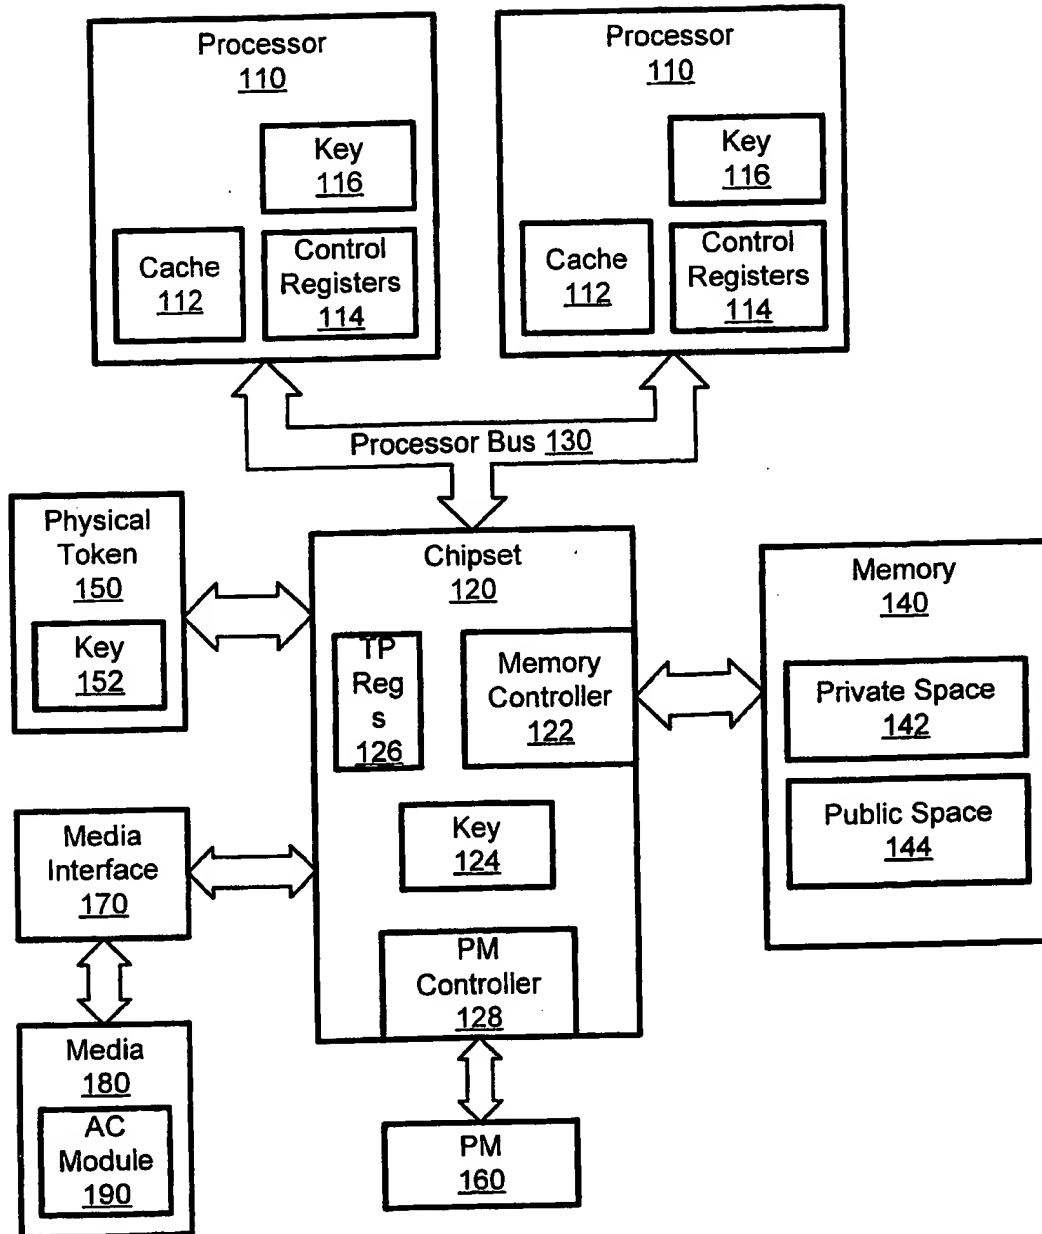 Processor
110
Key
116
Cache
112
Control
Registers
114
Processor
110
Key
116
Cache
112
Control
Registers
114
Processor Bus 130
Physical
Token
150
Key
152
Chipset
120
TP
Reg
s
126
Memory
Controller
122
Key
124
PM
Controller
128
Memory
140
Private Space
142
Public Space
144
Media
Interface
170
Media
180
AC
Module
190
PM
160